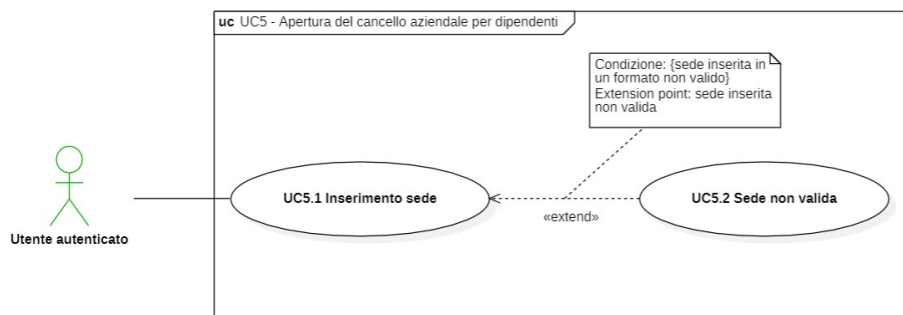 uc UC5 - Apertura del cancello aziendale per dipendenti
Condizione: {sede inserita in
un formato non valido}
Extension point: sede inserita
non valida
UC5.1 Inserimento sede
UC5.2 Sede non valida
«extend»
Utente autenticato